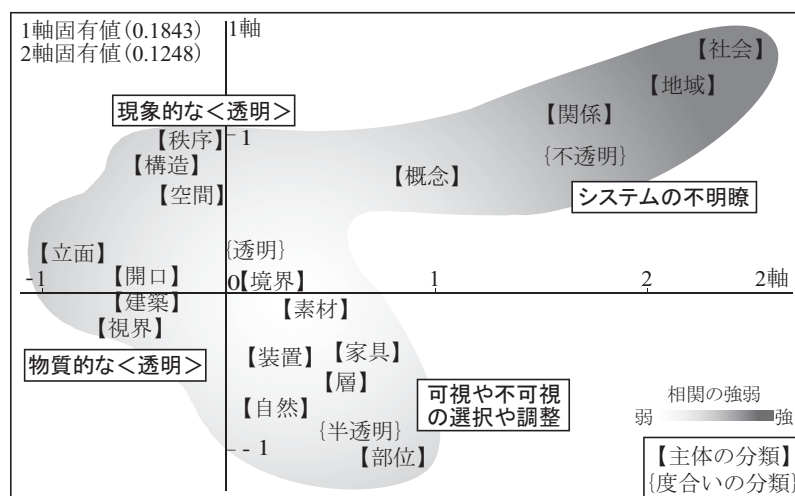 1軸固有値(0.1843)
2軸固有値(0.1248)
1軸
【社会】
【地域】
現象的な<透明>
【関係】
【秩序】
1
{不透明}
【構造】
【概念】
【空間】
システムの不明瞭
【立面】
{透明}
-1
【開口】
0
【境界】
1
2
2軸
【建築】
【素材】
【視界】
物質的な<透明>
【装置】
【家具】
【層】
可視や不可視
の選択や調整
相関の強弱
弱
強
【自然】
{半透明}
- 1
【部位】
【主体の分類】
{度合いの分類}